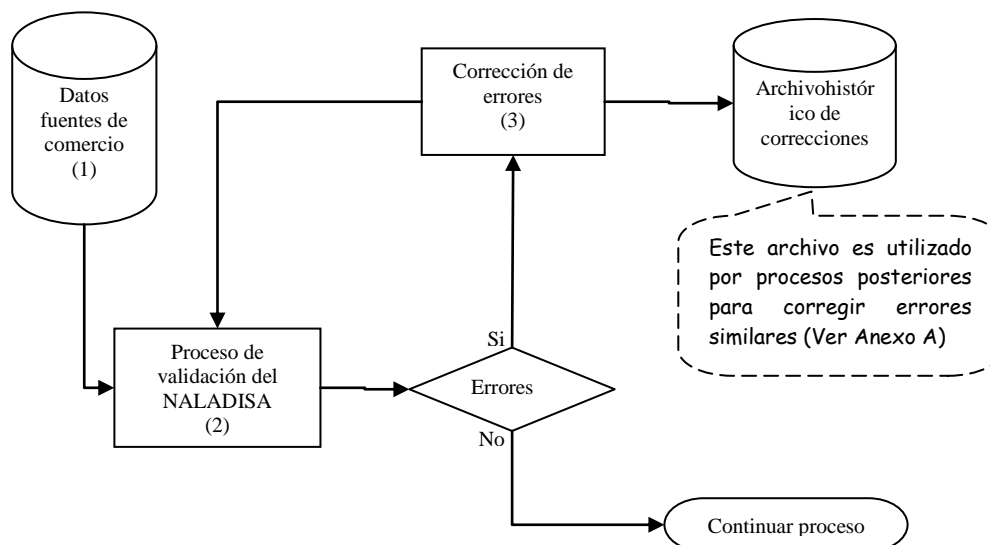 Datos
fuentes de
comercio
(1)
Corrección de
errores
(3)
Archivohistór
ico de
correcciones
Este archivo es utilizado
por procesos posteriores
para corregir errores
similares (Ver Anexo A)
Proceso de
validación del
NALADISA
(2)
Si
Errores
No
Continuar proceso